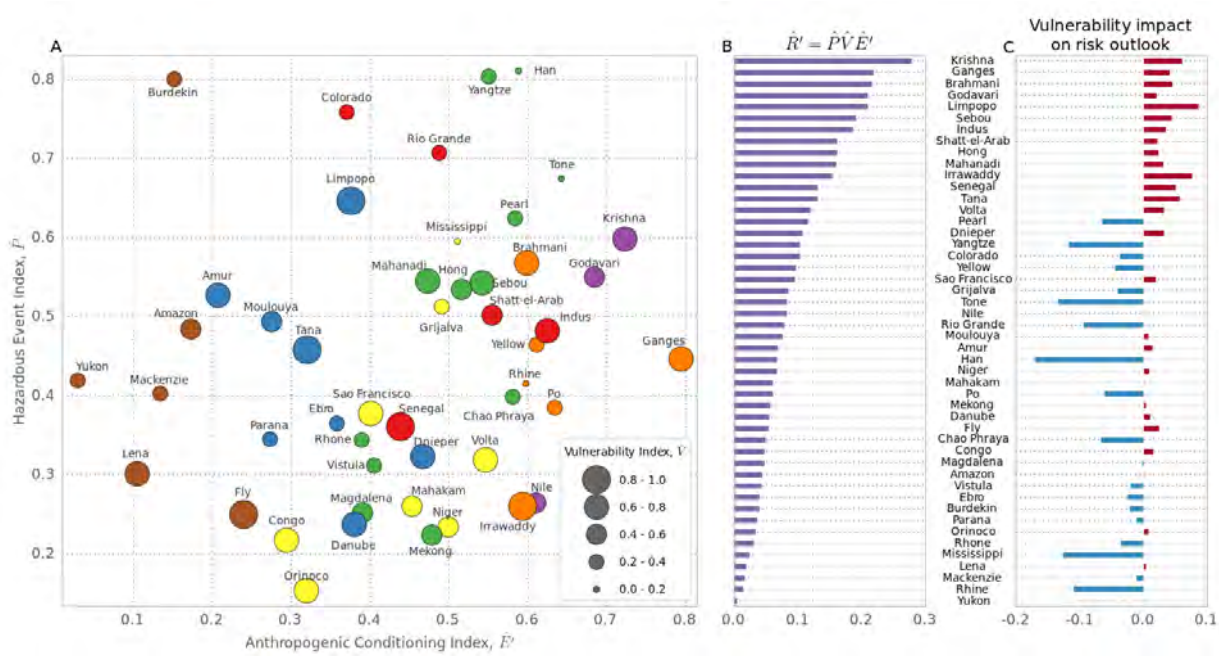 A
Hazardous Event Index, P̂
0.8
0.7
0.6
0.5
0.4
0.3
0.2
Burdekin
Yangtze
Han
Colorado
Rio Grande
Tone
Limpopo
Pearl
Mississippi
Krishna
Brahmani
Mahanadi
Hong
Sebou
Godavari
Amur
Amazon
Moulouya
Tana
Grijalva
Shatt-el-Arab
Indus
Yellow
Ganges
Yukon
Mackenzie
Rhine
Po
Chao Phraya
Sao Francisco
Senegal
Ebro
Parana
Rhone
Vistula
Dnieper
Volta
Lena
Fly
Magdalena
Mahakam
Nile
Congo
Danube
Niger
Mekong
Irrawaddy
Orinoco
Vulnerability Index, V̂
0.8 - 1.0
0.6 - 0.8
0.4 - 0.6
0.2 - 0.4
0.0 - 0.2
0.1 0.2 0.3 0.4 0.5 0.6 0.7 0.8
Anthropogenic Conditioning Index, Ê'
B
R̂' = P̂V̂Ê'
0.0 0.1 0.2 0.3
Vulnerability impact
on risk outlook
C
Krishna
Ganges
Brahmani
Godavari
Limpopo
Sebou
Indus
Shatt-el-Arab
Hong
Mahanadi
Irrawaddy
Senegal
Tana
Volta
Pearl
Dnieper
Yangtze
Colorado
Yellow
Sao Francisco
Grijalva
Tone
Nile
Rio Grande
Moulouya
Amur
Han
Niger
Mahakam
Po
Mekong
Danube
Fly
Chao Phraya
Congo
Magdalena
Amazon
Vistula
Ebro
Burdekin
Parana
Orinoco
Rhone
Mississippi
Lena
Mackenzie
Rhine
Yukon
-0.2 -0.1 0.0 0.1